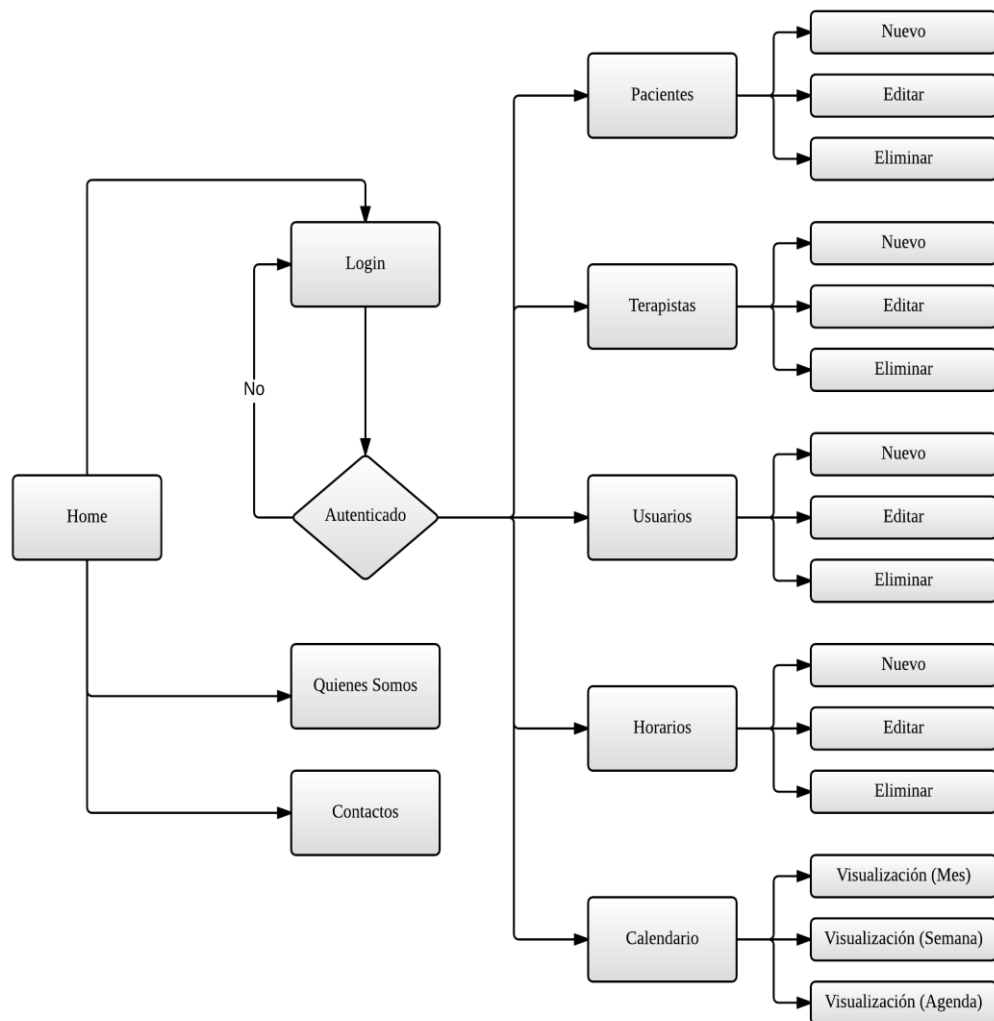 Home
Login
No
Autenticado
Quienes Somos
Contactos
Pacientes
Nuevo
Editar
Eliminar
Terapistas
Nuevo
Editar
Eliminar
Usuarios
Nuevo
Editar
Eliminar
Horarios
Nuevo
Editar
Eliminar
Calendario
Visualización (Mes)
Visualización (Semana)
Visualización (Agenda)